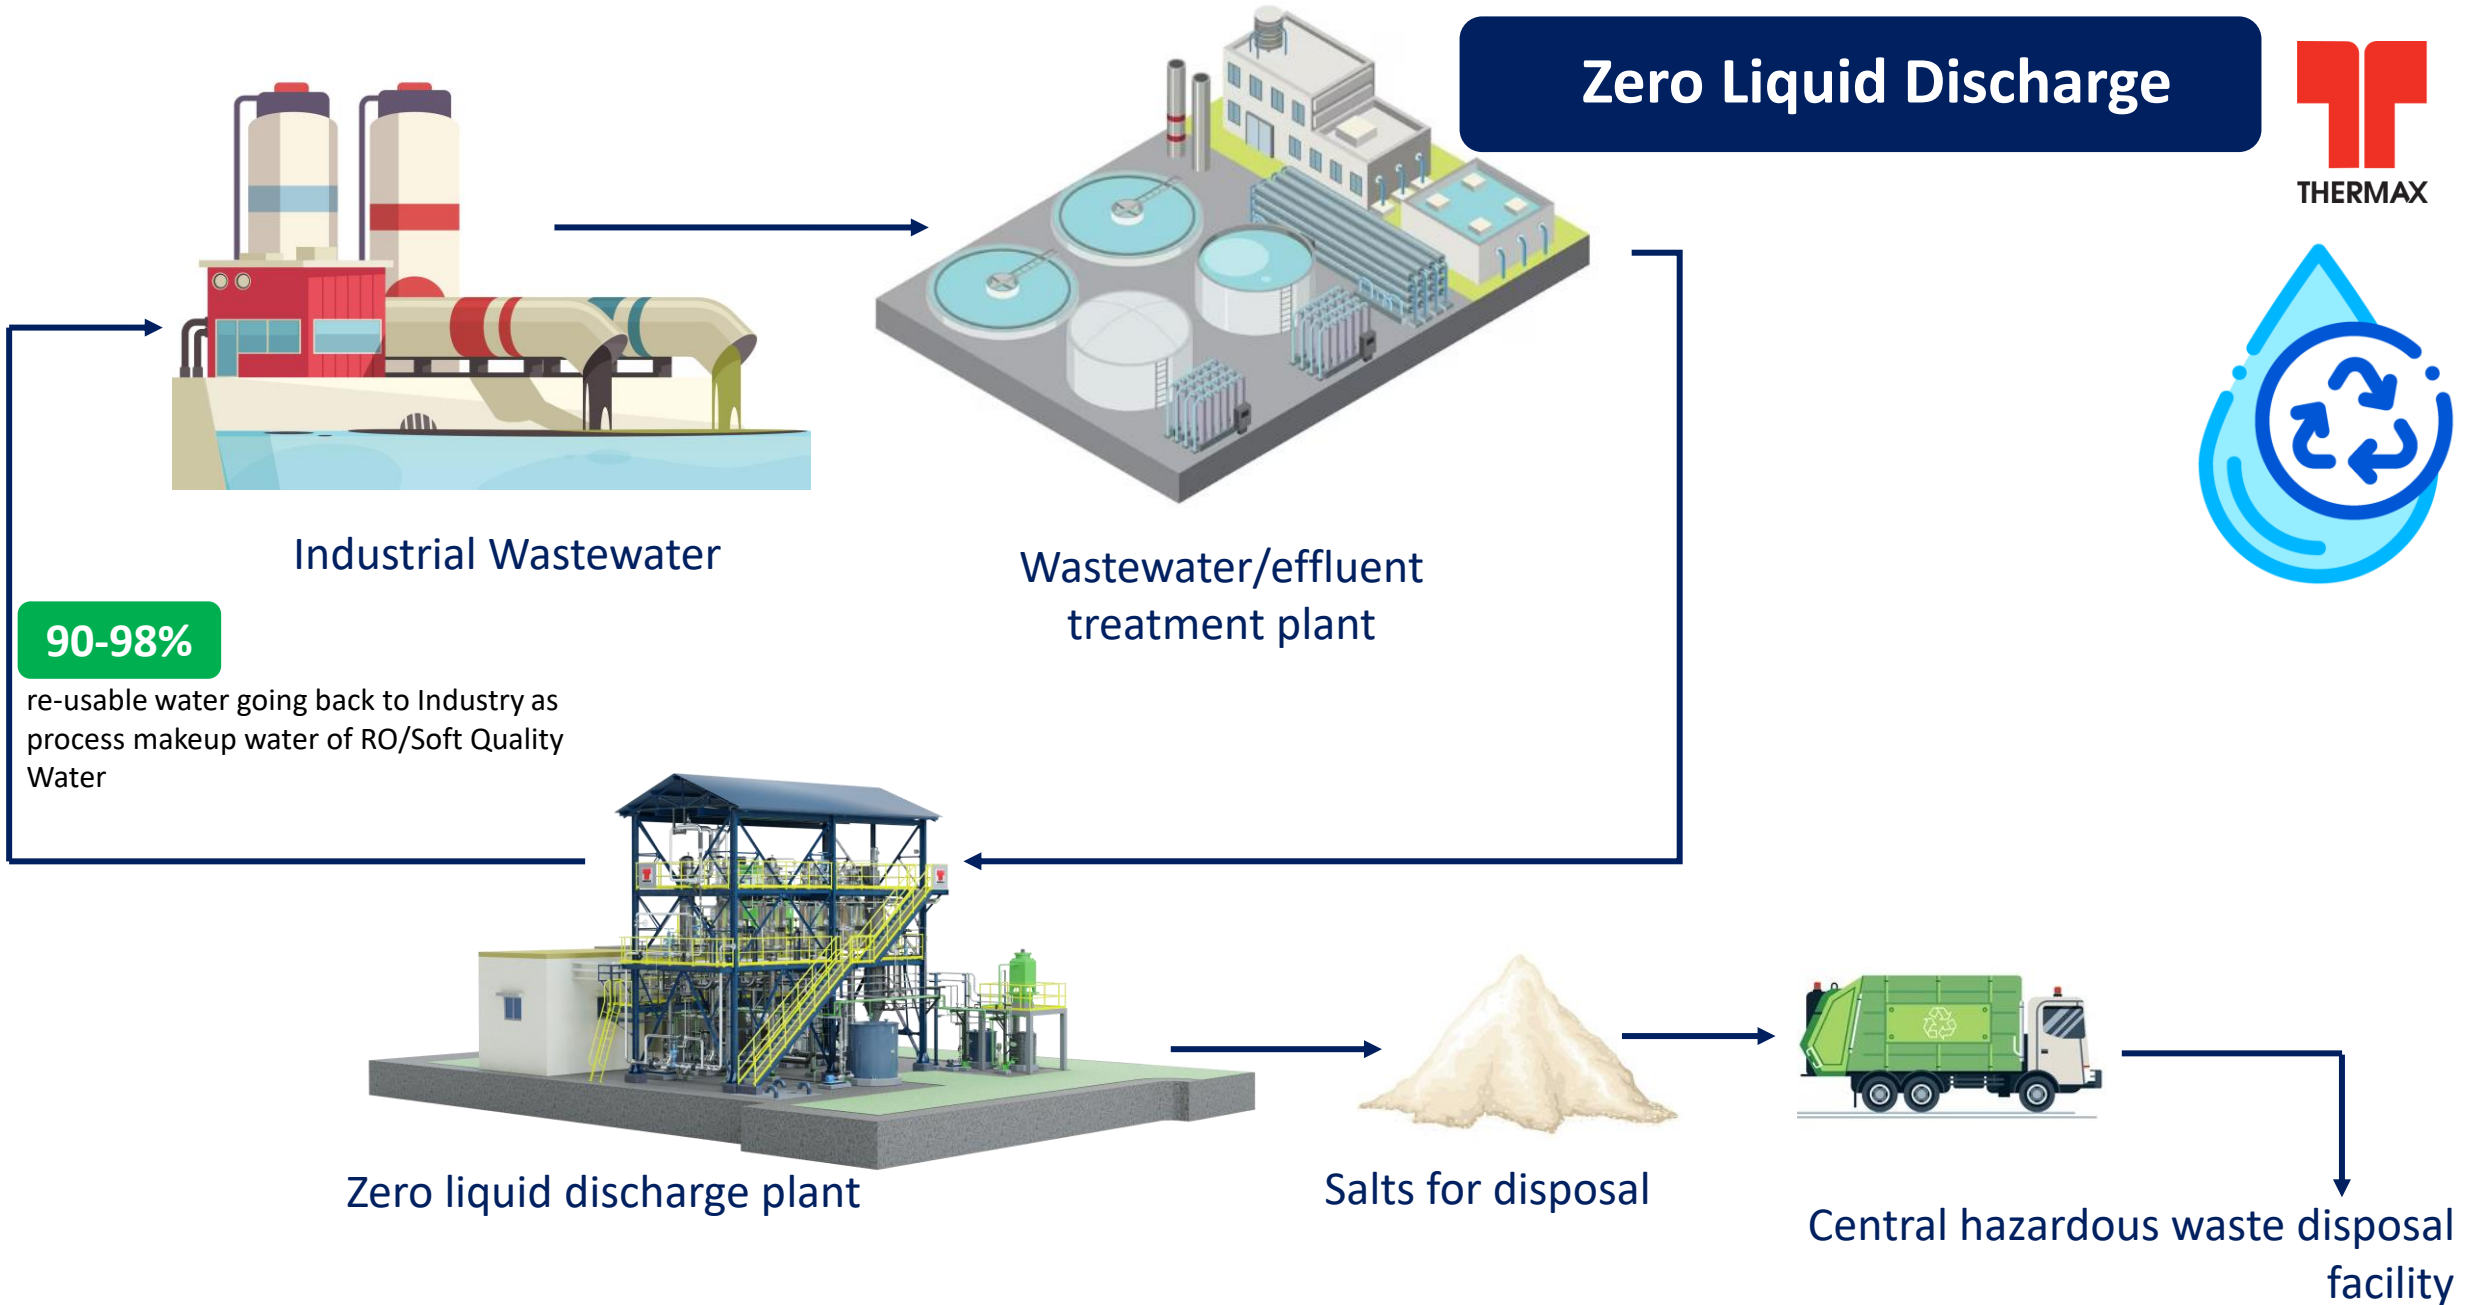 Zero Liquid Discharge
THERMAX
Industrial Wastewater
Wastewater/effluent
treatment plant
90-98%
re-usable water going back to Industry as
process makeup water of RO/Soft Quality
Water
Zero liquid discharge plant
Salts for disposal
Central hazardous waste disposal
facility